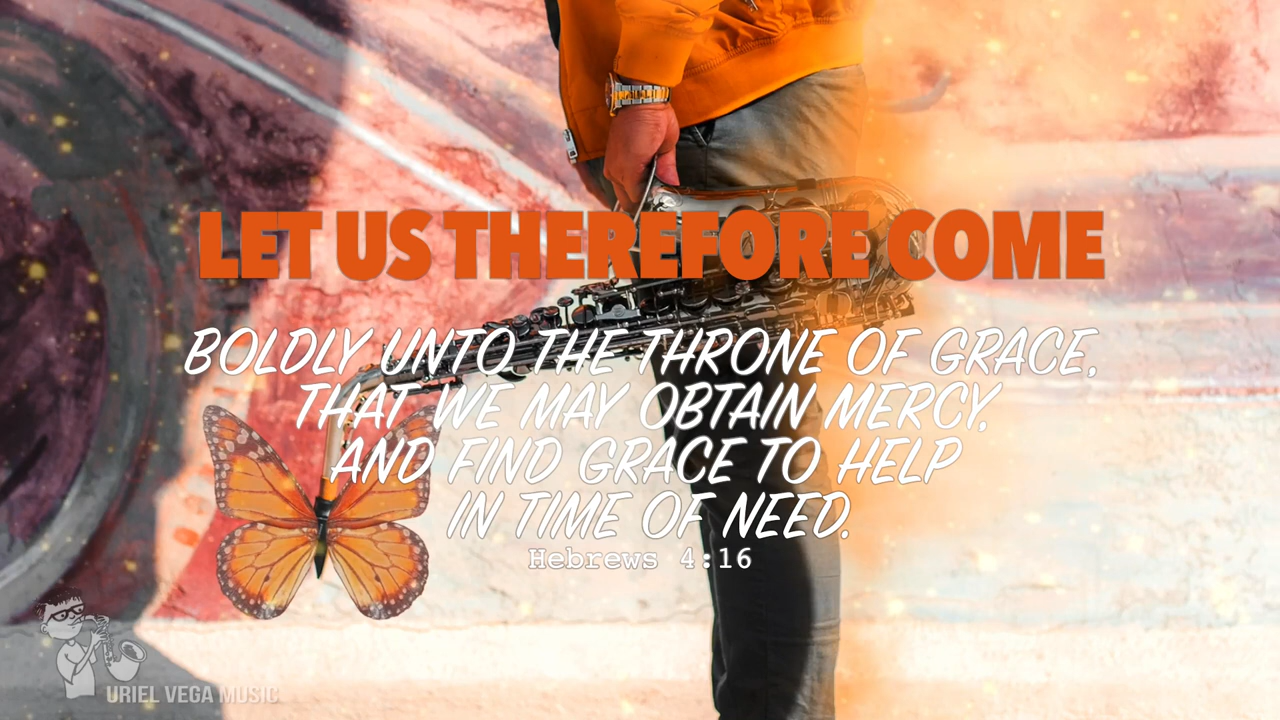 LET US THEREFORE COME
BOLDLY UNTO THE THRONE OF GRACE,
THAT WE MAY OBTAIN MERCY,
AND FIND GRACE TO HELP
IN TIME OF NEED.
Hebrews 4:16
URIEL VEGA MUSIC